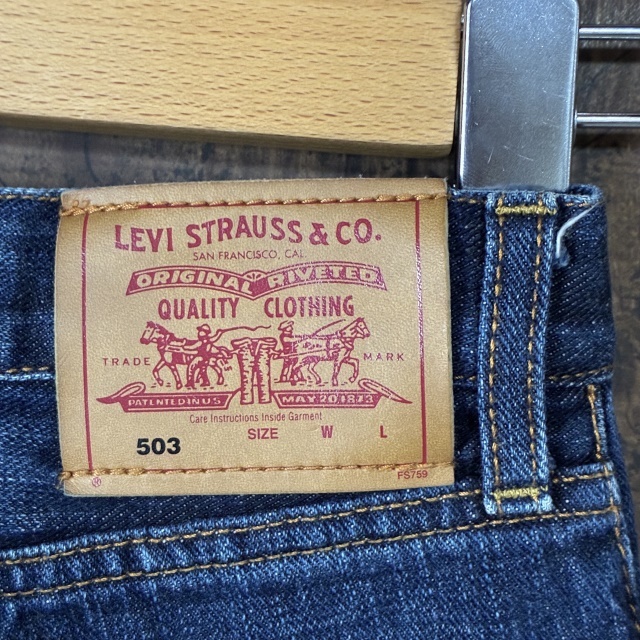 LEVI STRAUSS & CO.
SAN FRANCISCO, CAL.
ORIGINAL RIVETED
QUALITY CLOTHING
TRADE MARK
PATENTED IN U.S. MAY 20, 1873
Care Instructions Inside Garment
503 SIZE W L
® FS759